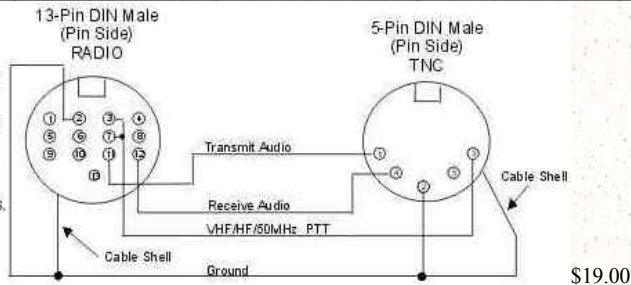 13-Pin DIN Male
(Pin Side)
RADIO
5-Pin DIN Male
(Pin Side)
TNC
1 2 3 4
5 6 7 8
9 10 11 12
13
Transmit Audio
1 3
4 5
2
Cable Shell
Receive Audio
VHF/HF/50MHz PTT
Cable Shell
Ground
$19.00